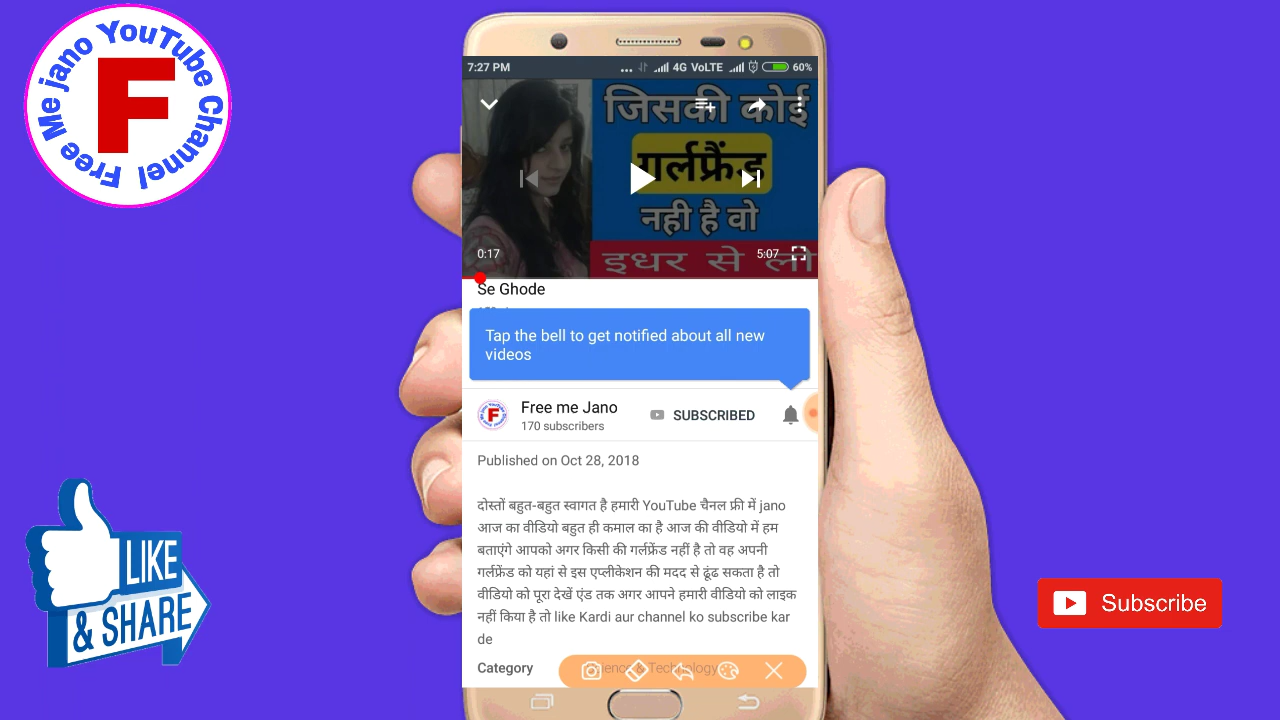 Free Me jano YouTube Channel
F
7:27 PM
4G VoLTE
60%
जिसकी कोई
गर्लफ्रैंड
नही है वो
इधर से लो
0:17
5:07
Se Ghode
Tap the bell to get notified about all new
videos
Free me Jano
SUBSCRIBED
170 subscribers
Published on Oct 28, 2018
दोस्तों बहुत-बहुत स्वागत है हमारी YouTube चैनल फ्री में jano
आज का वीडियो बहुत ही कमाल का है आज की वीडियो में हम
बताएंगे आपको अगर किसी की गर्लफ्रेंड नहीं है तो वह अपनी
गर्लफ्रेंड को यहां से इस एप्लीकेशन की मदद से ढूंढ सकता है तो
वीडियो को पूरा देखें एंड तक अगर आपने हमारी वीडियो को लाइक
नहीं किया है तो like Kardi aur channel ko subscribe kar
de
Category
Science & Technology
LIKE
& SHARE
Subscribe